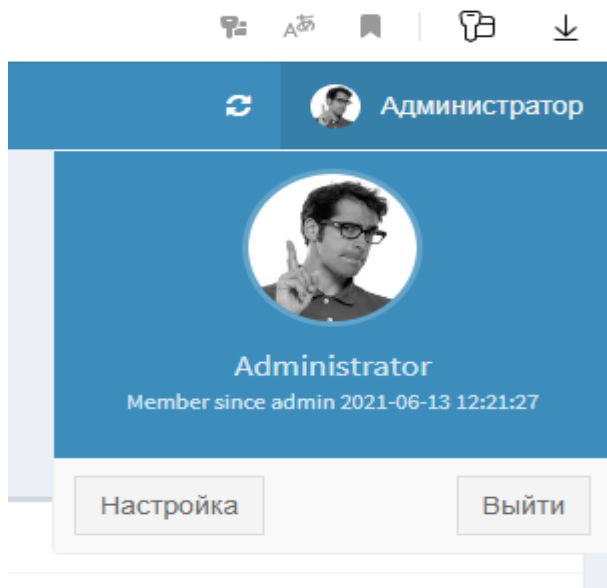 Администратор
Administrator
Member since admin 2021-06-13 12:21:27
Настройка
Выйти